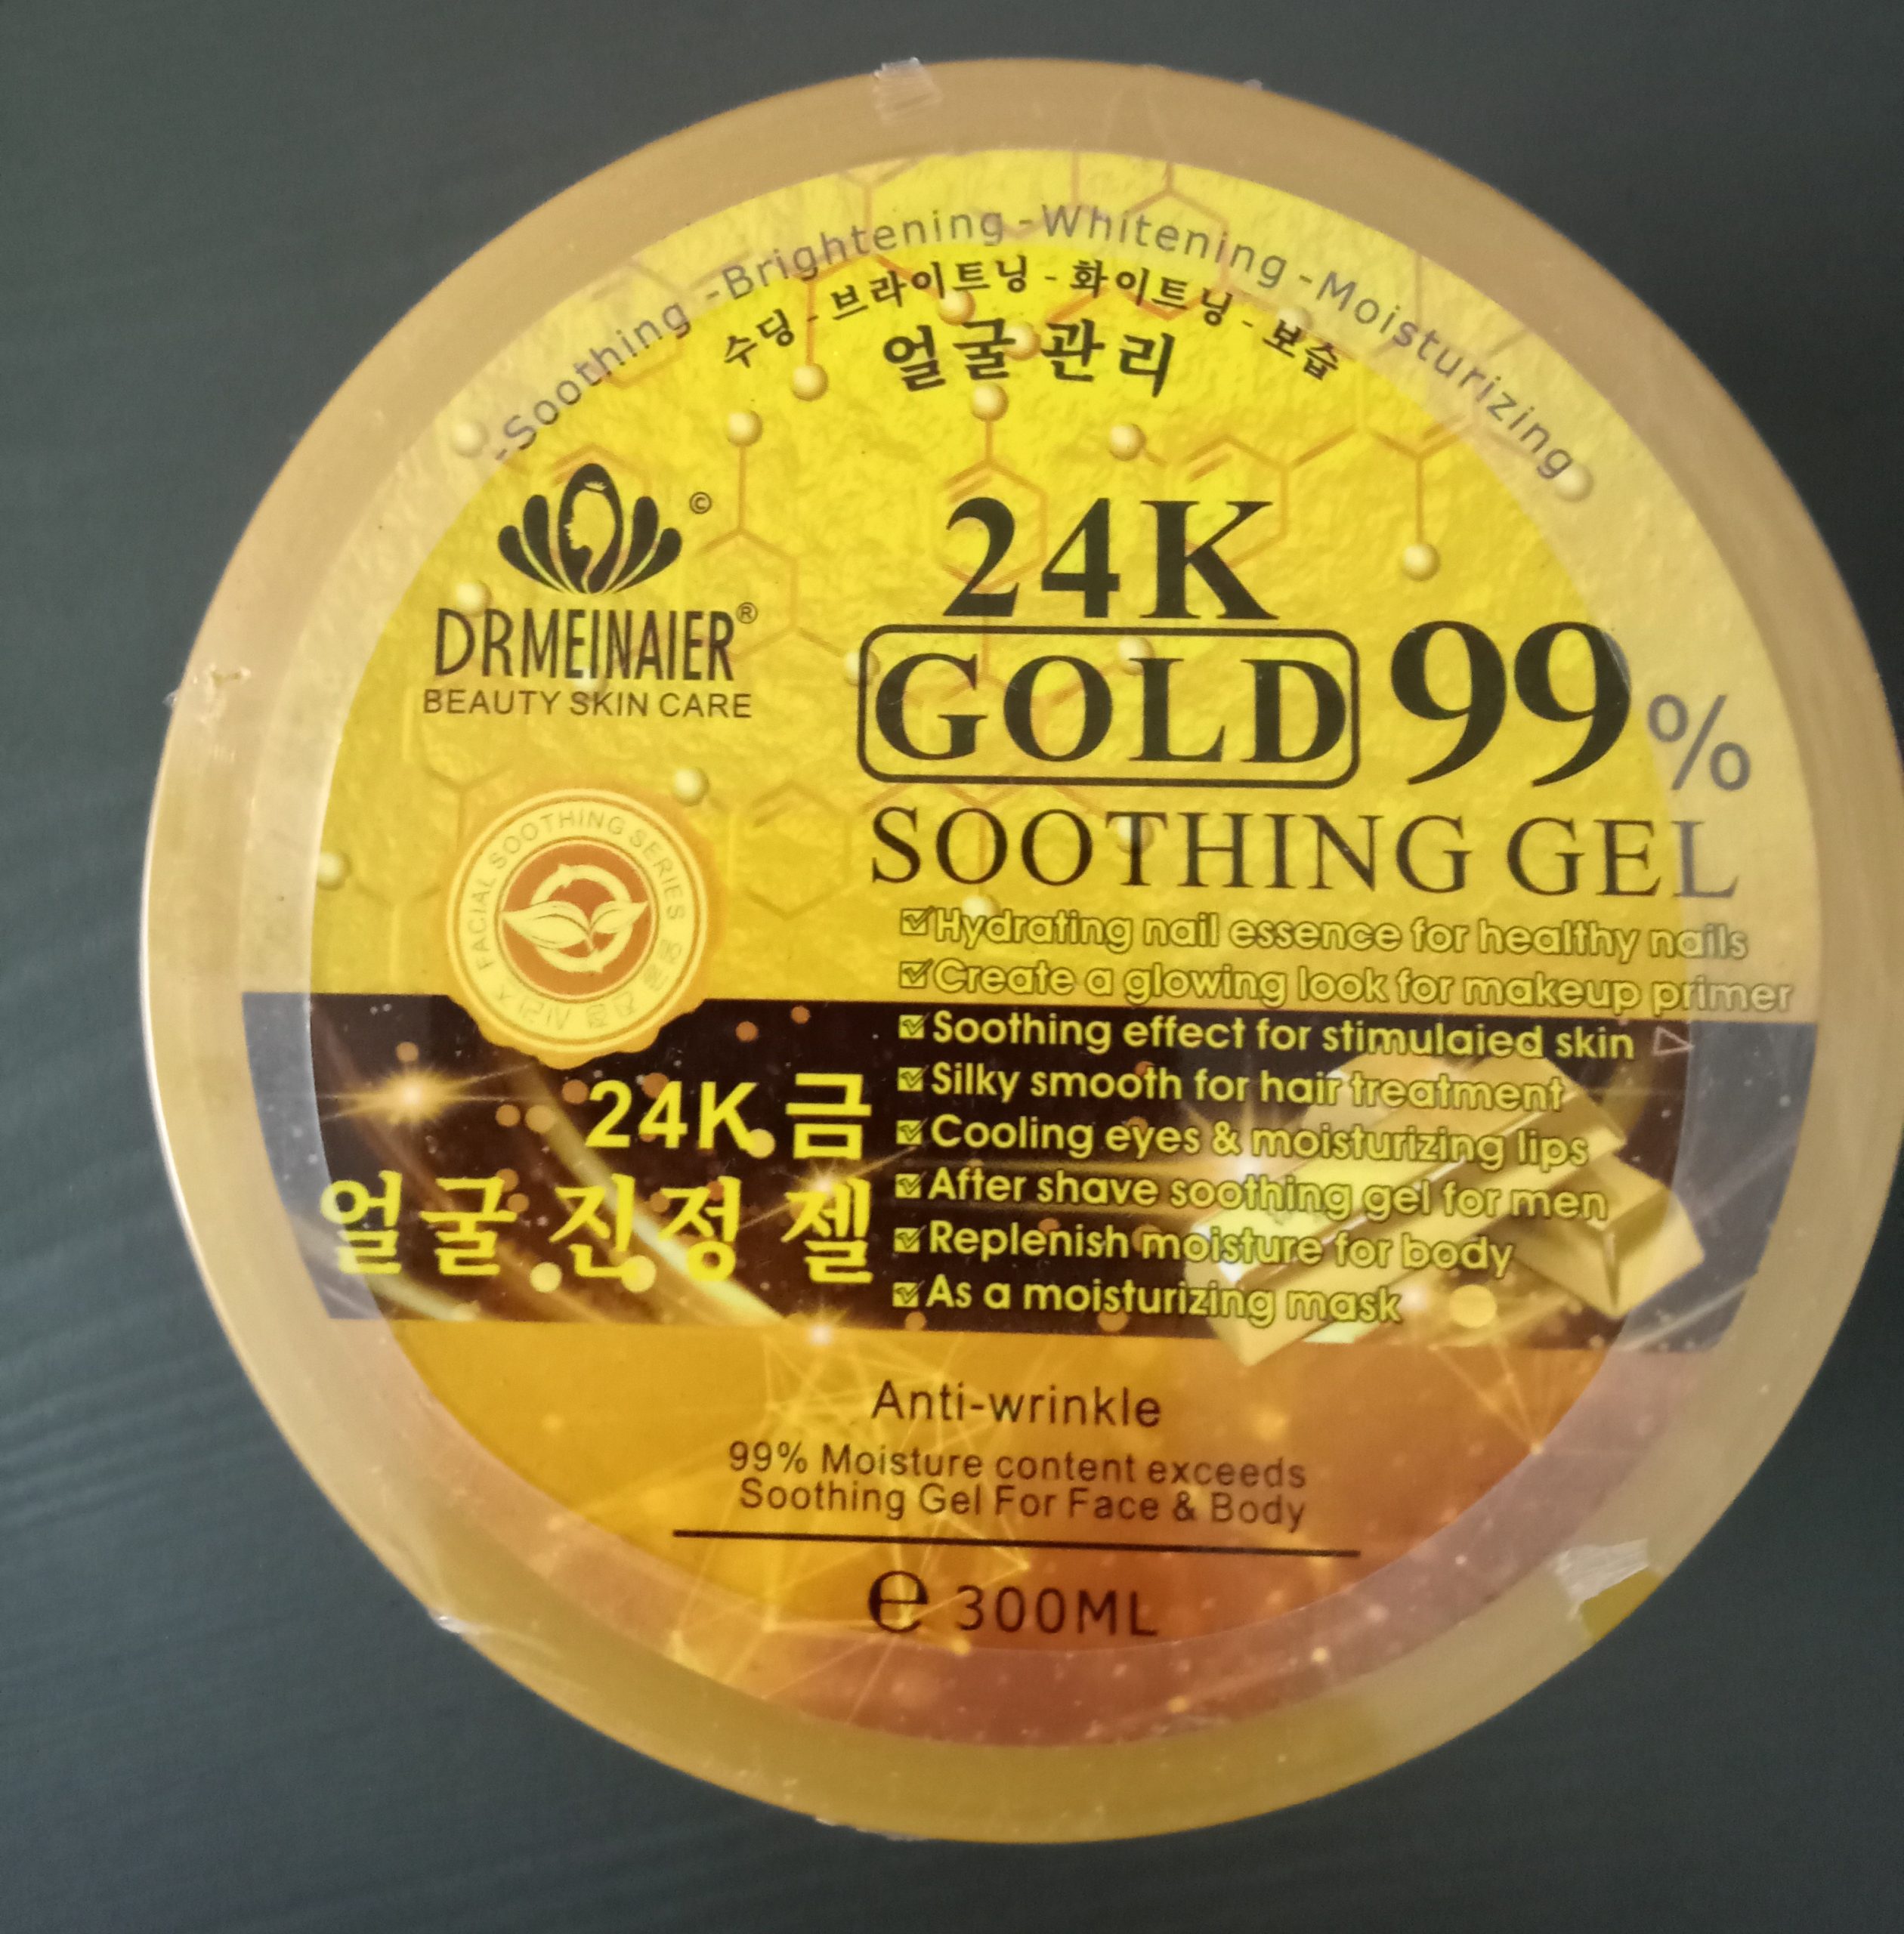 -Soothing -Brightening -Whitening -Moisturizing
수딩 - 브라이트닝 - 화이트닝 - 보습
얼굴관리
©
DRMEINAIER®
BEAUTY SKIN CARE
24K
GOLD 99%
SOOTHING GEL
FACIAL SOOTHING SERIES
Hydrating nail essence for healthy nails
Create a glowing look for makeup primer
Soothing effect for stimulaied skin
Silky smooth for hair treatment
Cooling eyes & moisturizing lips
After shave soothing gel for men
Replenish moisture for body
As a moisturizing mask
24K 금
얼굴 진정 젤
Anti-wrinkle
99% Moisture content exceeds
Soothing Gel For Face & Body
℮ 300ML